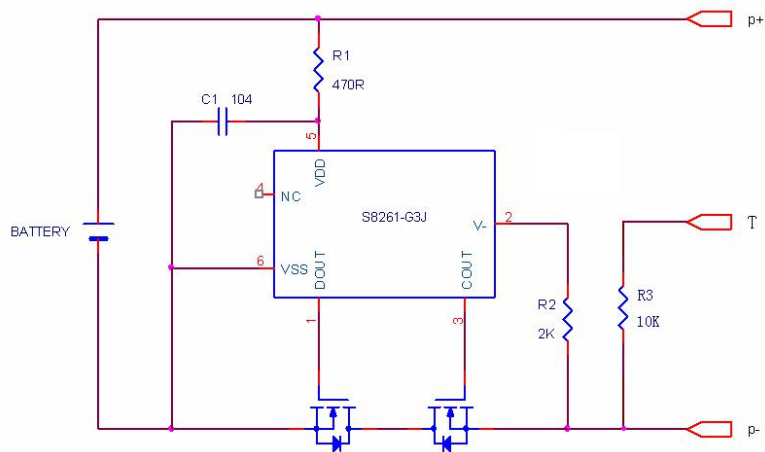 p+
R1
470R
C1 104
5
VDD
4
NC
S8261-G3J
V-
2
T
BATTERY
6
VSS
DOUT
COUT
R2
2K
R3
10K
1
3
p-